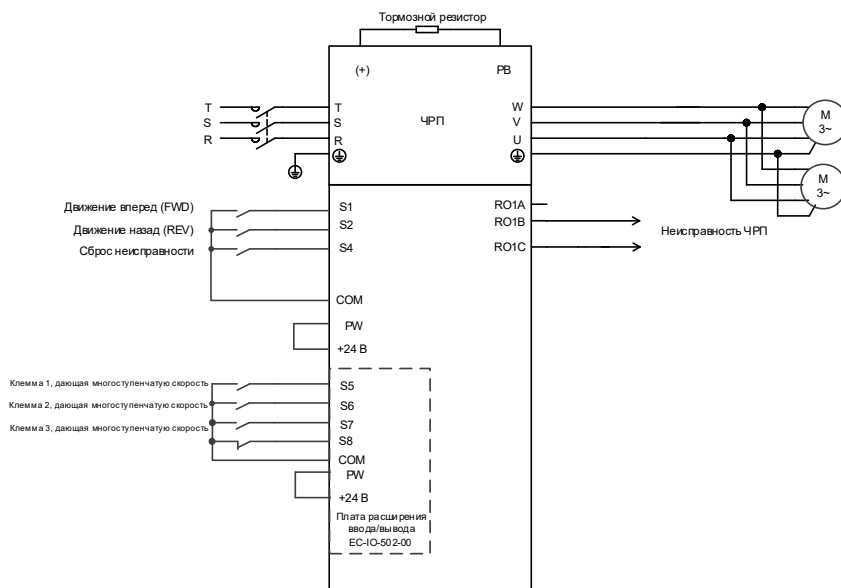 Тормозной резистор
(+)
PB
ЧРП
T
T
S
S
R
R
W
V
U
M
3~
M
3~
Движение вперед (FWD)
S1
Движение назад (REV)
S2
Сброс неисправности
S4
RO1A
RO1B
RO1C
Неисправность ЧРП
COM
PW
+24 В
Клемма 1, дающая многоступенчатую скорость
S5
Клемма 2, дающая многоступенчатую скорость
S6
Клемма 3, дающая многоступенчатую скорость
S7
S8
COM
PW
+24 В
Плата расширения
ввода/вывода
EC-IO-502-00